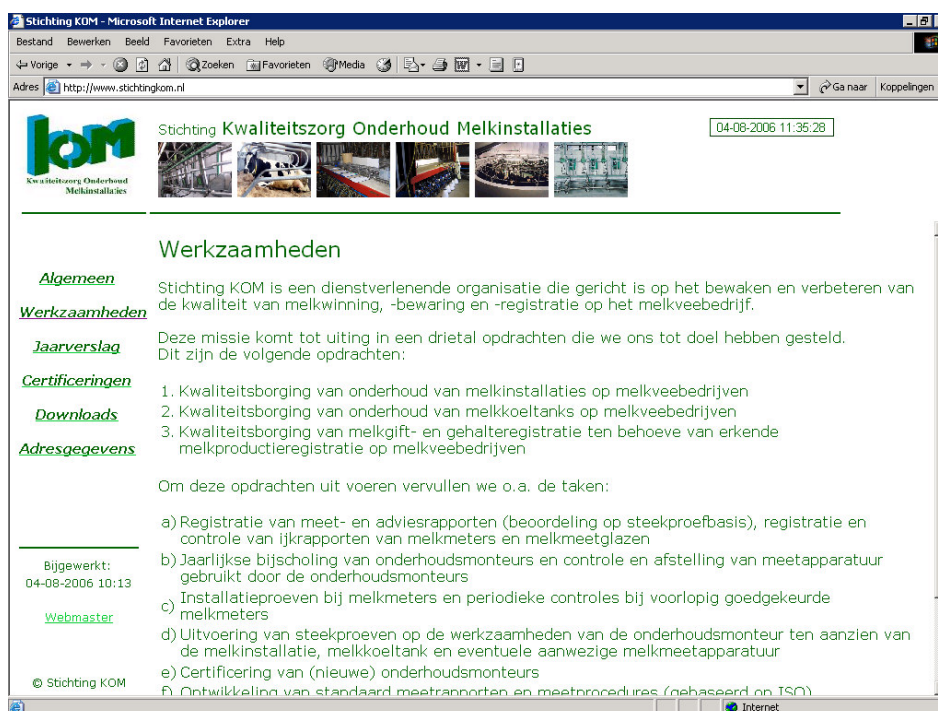 Stichting KOM - Microsoft Internet Explorer
Bestand Bewerken Beeld Favorieten Extra Help
Vorige Zoeken Favorieten Media
Adres http://www.stichtingkom.nl Ga naar Koppelingen
kom
Kwaliteitszorg Onderhoud
Melkinstallaties
Stichting Kwaliteitszorg Onderhoud Melkinstallaties
04-08-2006 11:35:28
Algemeen
Werkzaamheden
Jaarverslag
Certificeringen
Downloads
Adresgegevens
Bijgewerkt:
04-08-2006 10:13
Webmaster
© Stichting KOM
Werkzaamheden
Stichting KOM is een dienstverlenende organisatie die gericht is op het bewaken en verbeteren van
de kwaliteit van melkwinning, -bewaring en -registratie op het melkveebedrijf.
Deze missie komt tot uiting in een drietal opdrachten die we ons tot doel hebben gesteld.
Dit zijn de volgende opdrachten:
1. Kwaliteitsborging van onderhoud van melkinstallaties op melkveebedrijven
2. Kwaliteitsborging van onderhoud van melkkoeltanks op melkveebedrijven
3. Kwaliteitsborging van melkgift- en gehalteregistratie ten behoeve van erkende
melkproductieregistratie op melkveebedrijven
Om deze opdrachten uit voeren vervullen we o.a. de taken:
a) Registratie van meet- en adviesrapporten (beoordeling op steekproefbasis), registratie en
controle van ijkrapporten van melkmeters en melkmeetglazen
b) Jaarlijkse bijscholing van onderhoudsmonteurs en controle en afstelling van meetapparatuur
gebruikt door de onderhoudsmonteurs
c) Installatieproeven bij melkmeters en periodieke controles bij voorlopig goedgekeurde
melkmeters
d) Uitvoering van steekproeven op de werkzaamheden van de onderhoudsmonteur ten aanzien van
de melkinstallatie, melkkoeltank en eventuele aanwezige melkmeetapparatuur
e) Certificering van (nieuwe) onderhoudsmonteurs
f) Ontwikkeling van standaard meetrapporten en meetprocedures (gebaseerd op ISO)
Internet